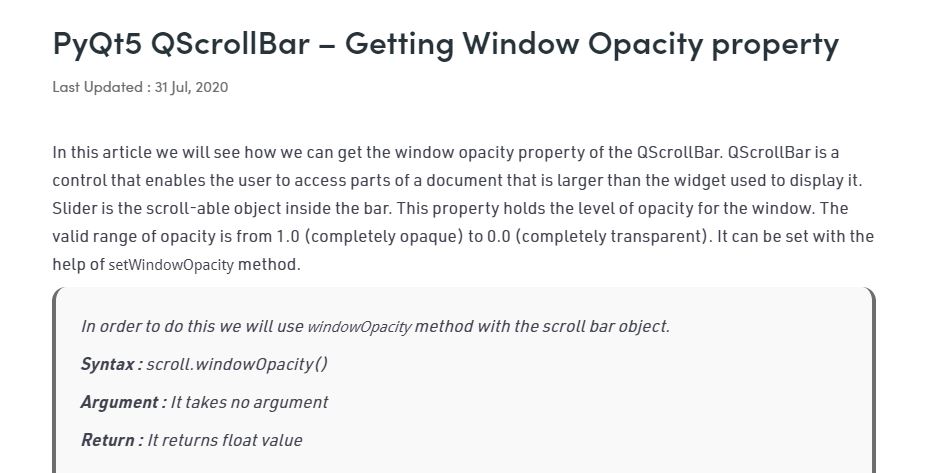 PyQt5 QScrollBar – Getting Window Opacity property
Last Updated : 31 Jul, 2020
In this article we will see how we can get the window opacity property of the QScrollBar. QScrollBar is a
control that enables the user to access parts of a document that is larger than the widget used to display it.
Slider is the scroll-able object inside the bar. This property holds the level of opacity for the window. The
valid range of opacity is from 1.0 (completely opaque) to 0.0 (completely transparent). It can be set with the
help of setWindowOpacity method.
In order to do this we will use windowOpacity method with the scroll bar object.
Syntax : scroll.windowOpacity()
Argument : It takes no argument
Return : It returns float value